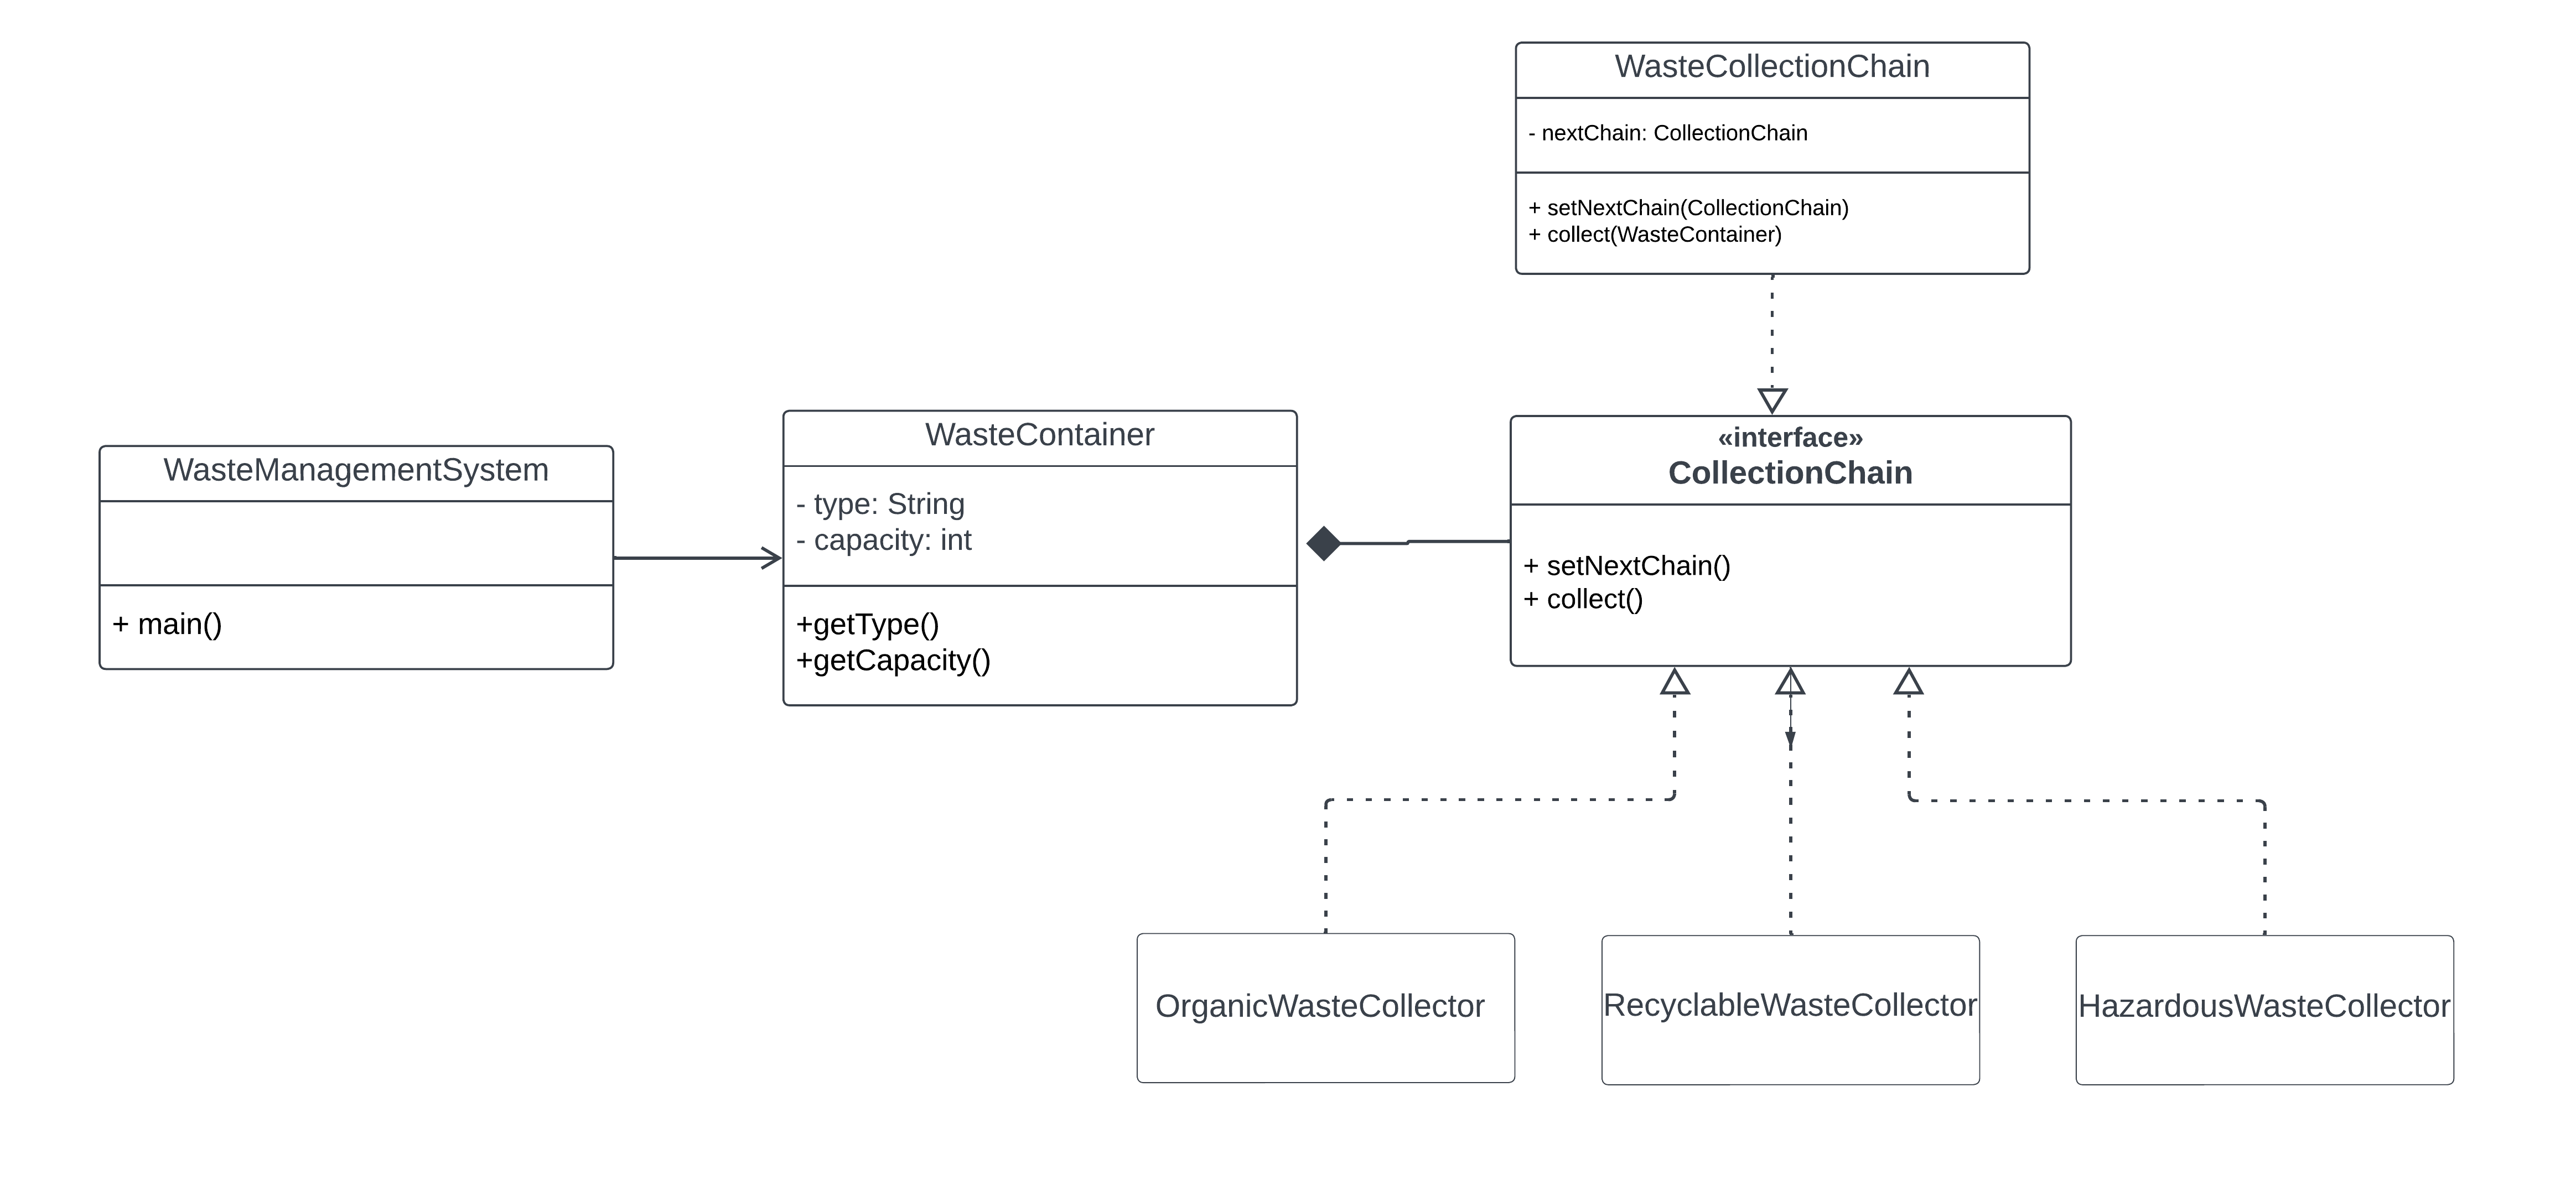 WasteCollectionChain
- nextChain: CollectionChain
+ setNextChain(CollectionChain)
+ collect(WasteContainer)
WasteManagementSystem
+ main()
WasteContainer
- type: String
- capacity: int
+getType()
+getCapacity()
«interface»
CollectionChain
+ setNextChain()
+ collect()
OrganicWasteCollector
RecyclableWasteCollector
HazardousWasteCollector